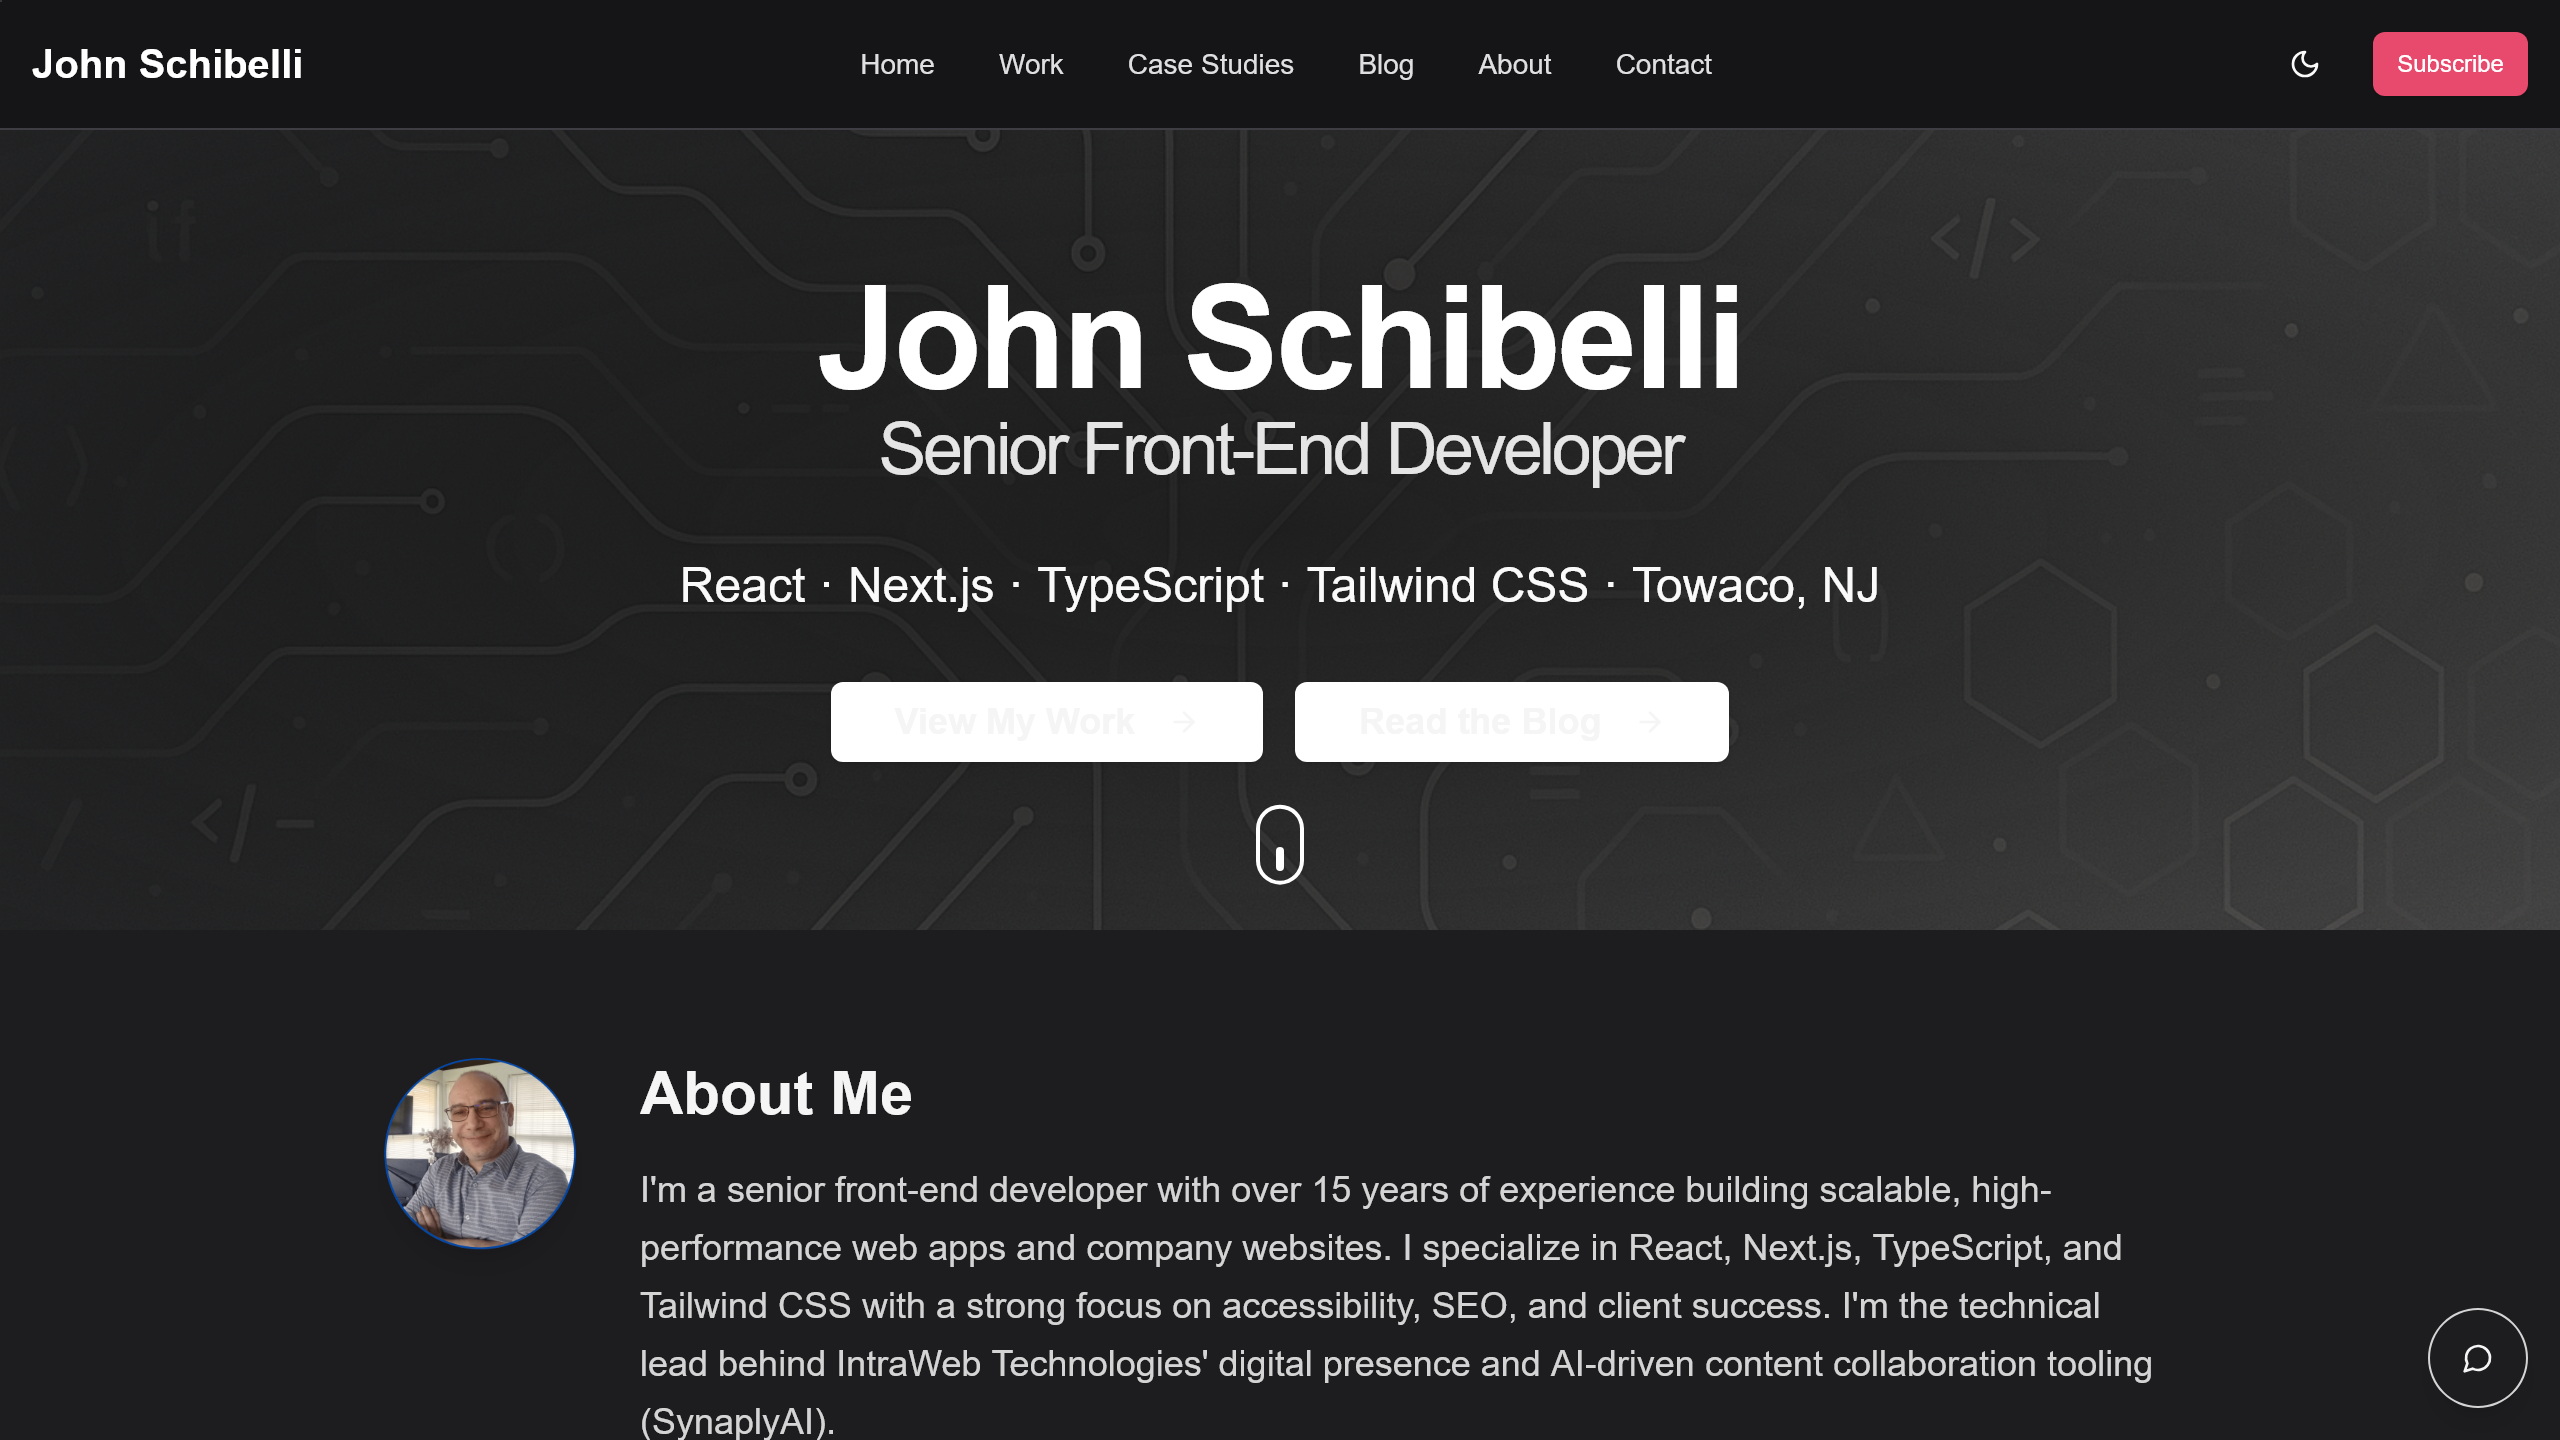 John Schibelli
Home
Work
Case Studies
Blog
About
Contact
Subscribe
if
</>
John Schibelli
Senior Front-End Developer
React · Next.js · TypeScript · Tailwind CSS · Towaco, NJ
View My Work →
Read the Blog →
About Me
I'm a senior front-end developer with over 15 years of experience building scalable, high-
performance web apps and company websites. I specialize in React, Next.js, TypeScript, and
Tailwind CSS with a strong focus on accessibility, SEO, and client success. I'm the technical
lead behind IntraWeb Technologies' digital presence and AI-driven content collaboration tooling
(SynaplyAI).